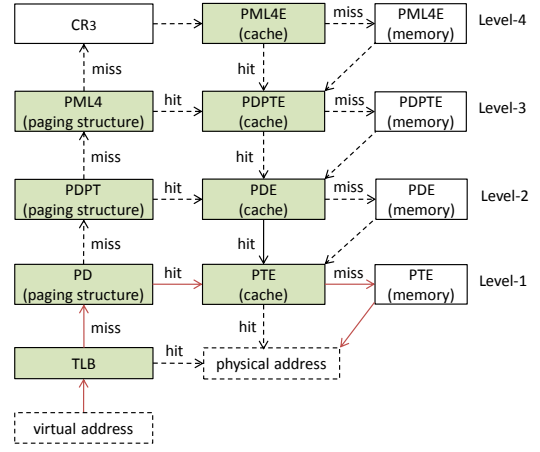 CR3
PML4E
(cache)
miss
PML4E
(memory)
Level-4
miss
hit
PML4
(paging structure)
hit
PDPTE
(cache)
miss
PDPTE
(memory)
Level-3
miss
hit
PDPT
(paging structure)
hit
PDE
(cache)
miss
PDE
(memory)
Level-2
miss
hit
PD
(paging structure)
hit
PTE
(cache)
miss
PTE
(memory)
Level-1
miss
hit
TLB
hit
physical address
virtual address